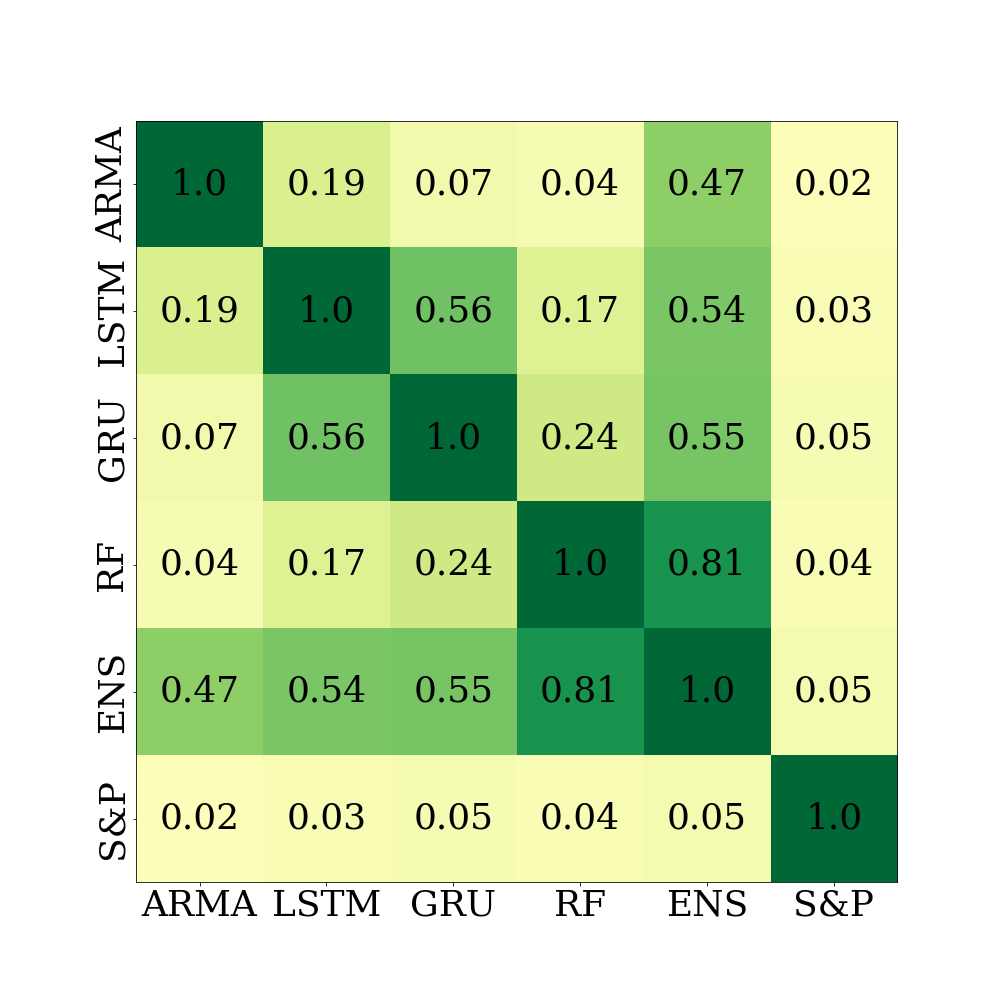 ARMA 1.0 0.19 0.07 0.04 0.47 0.02
LSTM 0.19 1.0 0.56 0.17 0.54 0.03
GRU 0.07 0.56 1.0 0.24 0.55 0.05
RF 0.04 0.17 0.24 1.0 0.81 0.04
ENS 0.47 0.54 0.55 0.81 1.0 0.05
S&P 0.02 0.03 0.05 0.04 0.05 1.0
ARMA LSTM GRU RF ENS S&P